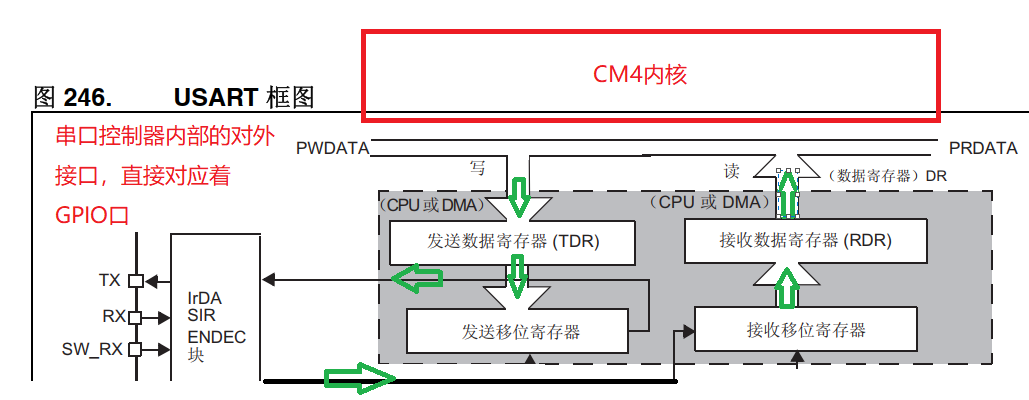 CM4内核
图 246. USART 框图
串口控制器内部的对外
接口，直接对应着
GPIO口
PWDATA
写
读
PRDATA
（数据寄存器）DR
（CPU 或 DMA）
（CPU 或 DMA）
发送数据寄存器 (TDR)
接收数据寄存器 (RDR)
TX
RX
SW_RX
IrDA
SIR
ENDEC
块
发送移位寄存器
接收移位寄存器